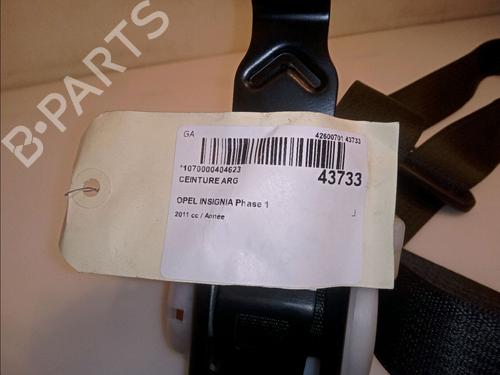 B-PARTS
GA
42600701 43733
*1070000404623
43733
CEINTURE ARG
OPEL INSIGNIA Phase 1
2011 cc / Année
J